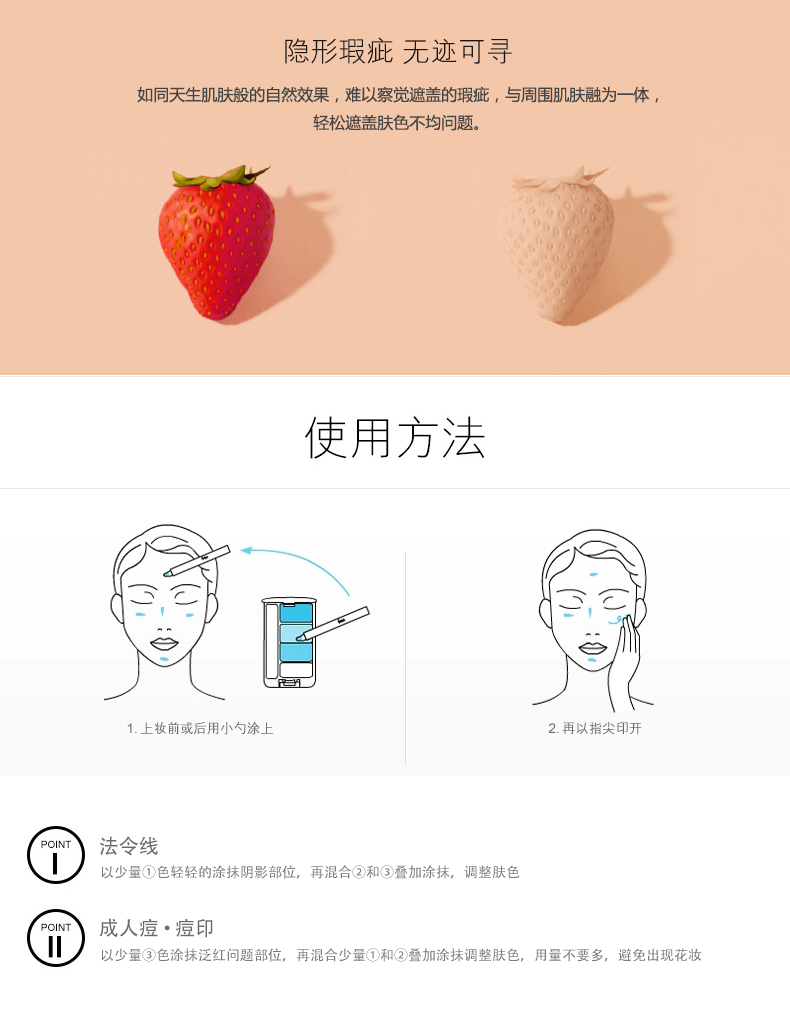 隐形瑕疵 无迹可寻
如同天生肌肤般的自然效果，难以察觉遮盖的瑕疵，与周围肌肤融为一体，
轻松遮盖肤色不均问题。
使用方法
1. 上妆前或后用小勺涂上
2. 再以指尖印开
POINT
I
法令线
以少量①色轻轻的涂抹阴影部位，再混合②和③叠加涂抹，调整肤色
POINT
II
成人痘•痘印
以少量③色涂抹泛红问题部位，再混合少量①和②叠加涂抹调整肤色，用量不要多，避免出现花妆